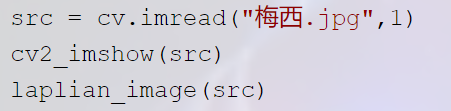 src = cv.imread("梅西.jpg",1)
cv2_imshow(src)
laplian_image(src)